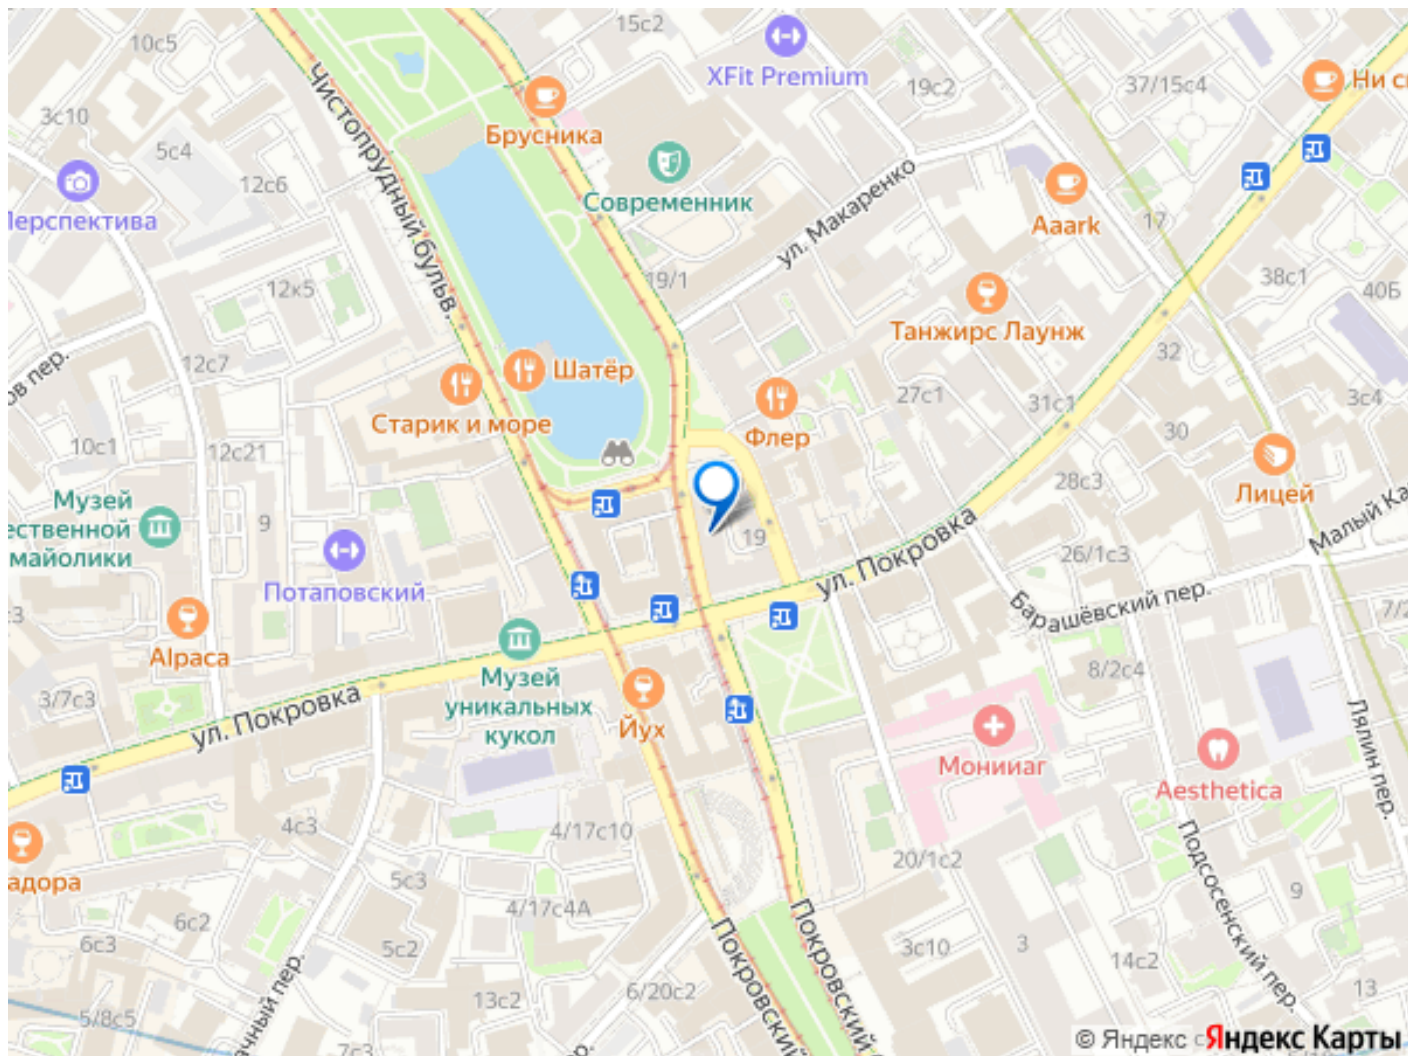 15с2
10с5
XFit Premium
19с2
37/15с4
Ни
3с10
Брусника
5с4
12с6
Современник
Чистопрудный бульв.
ул. Макаренко
Aaark
17
19/1
38с1
40Б
12к5
Танжирс Лаунж
32
12с7
пер.
Шатёр
27с1
31с1
3с4
Старик и море
Флер
30
10с1
12с21
28с3
Лицей
Музей
майолики
9
19
ул. Покровка
Малый
26/1с3
Потаповский
Барашёвский пер.
7/2
Alpaca
8/2с4
3/7с3
Музей
уникальных
кукол
ул. Покровка
Йух
Мониаг
Aesthetica
Лялин пер.
4с3
4/17с10
20/1с2
Подсосенский пер.
5с3
9
6с2
4/17с4А
Покровский
Покровский
6с3
5с2
3с10
3
14с2
13с2
6/20с2
13
5/8с5
7с3
пер.
© Яндекс
Яндекс Карты